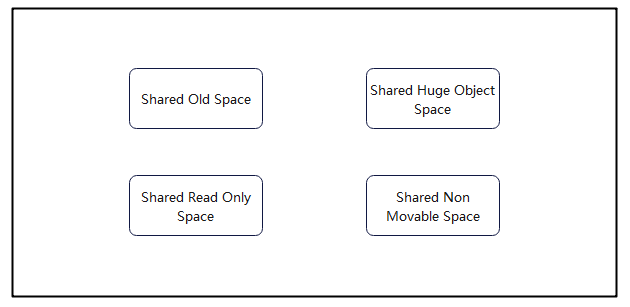 Shared Old Space
Shared Huge Object
Space
Shared Read Only
Space
Shared Non
Movable Space